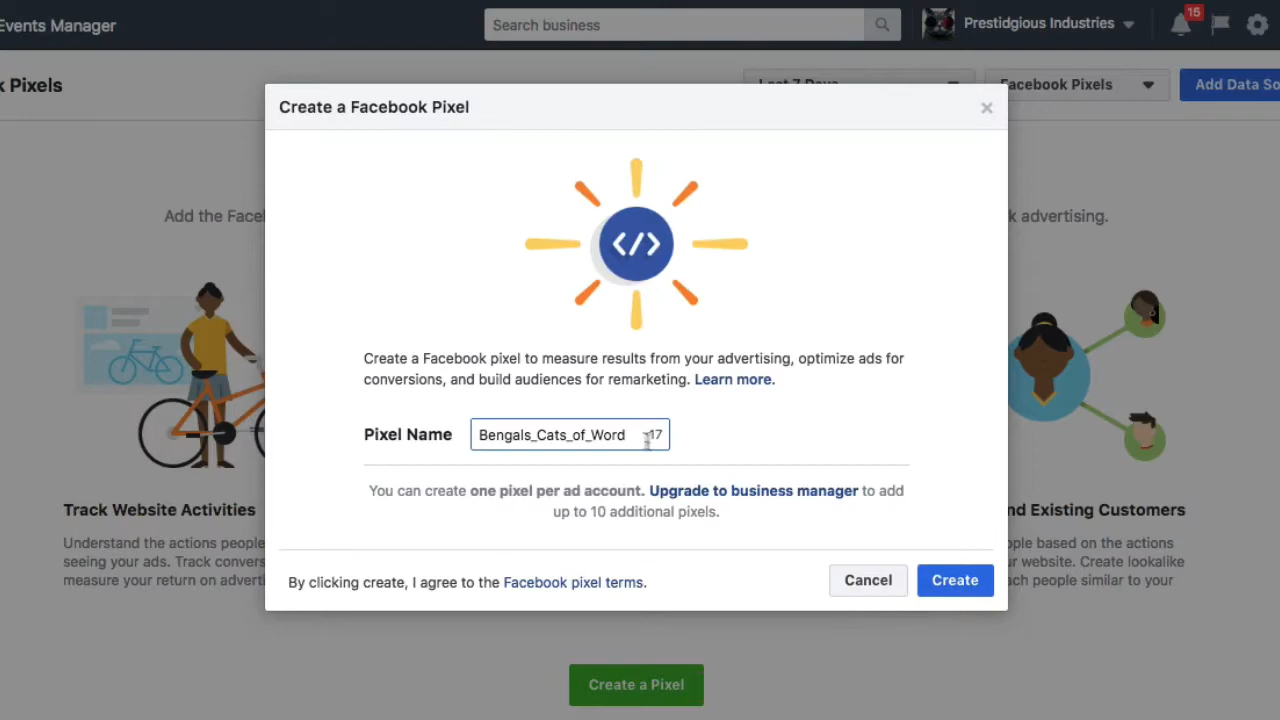 Events Manager
Search business
Prestidgious Industries
15
k Pixels
Last 7 Days
Facebook Pixels
Add Data So
Create a Facebook Pixel
×
</>
Add the Facel
k advertising.
Create a Facebook pixel to measure results from your advertising, optimize ads for
conversions, and build audiences for remarketing. Learn more.
Pixel Name
Bengals_Cats_of_Word
17
You can create one pixel per ad account. Upgrade to business manager to add
up to 10 additional pixels.
Track Website Activities
Understand the actions people
seeing your ads. Track convers
measure your return on adverti
nd Existing Customers
ople based on the actions
ur website. Create lookalike
ach people similar to your
By clicking create, I agree to the Facebook pixel terms.
Cancel
Create
Create a Pixel